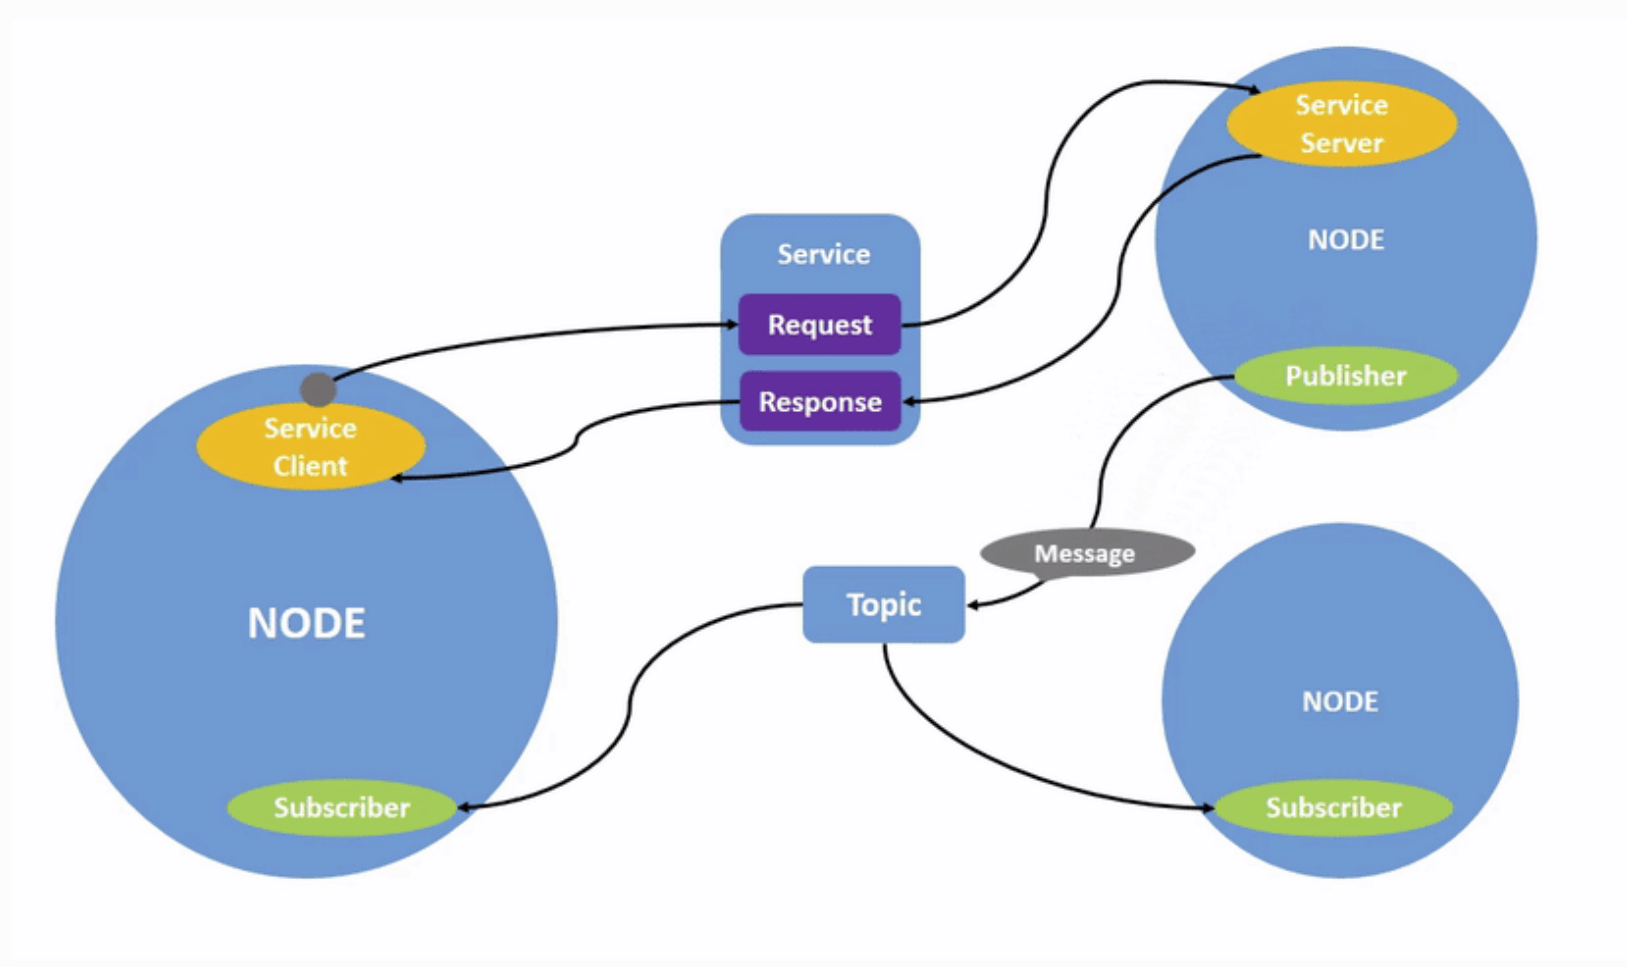 Service
Server
NODE
Service
Request
Response
Publisher
Service
Client
Message
Topic
NODE
NODE
Subscriber
Subscriber